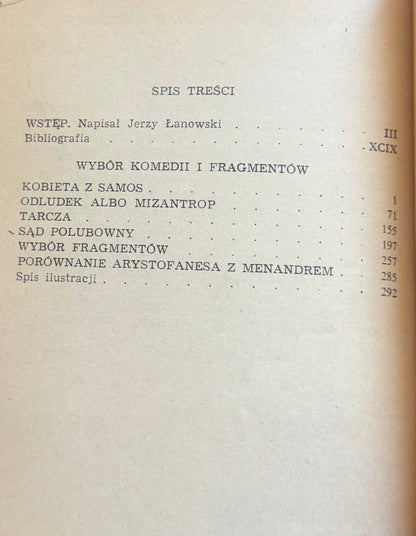 SPIS TREŚCI
WSTĘP. Napisał Jerzy Łanowski . . . . . . III
Bibliografia . . . . . . . . . XCIX
WYBÓR KOMEDII I FRAGMENTÓW
KOBIETA Z SAMOS . . . . . . . . . 1
ODLUDEK ALBO MIZANTROP . . . . . . 71
TARCZA . . . . . . . . . . 155
SĄD POLUBOWNY . . . . . . . . . 197
WYBÓR FRAGMENTÓW . . . . . . . . 257
PORÓWNANIE ARYSTOFANESA Z MENANDREM . 285
Spis ilustracji . . . . . . . . . . 292